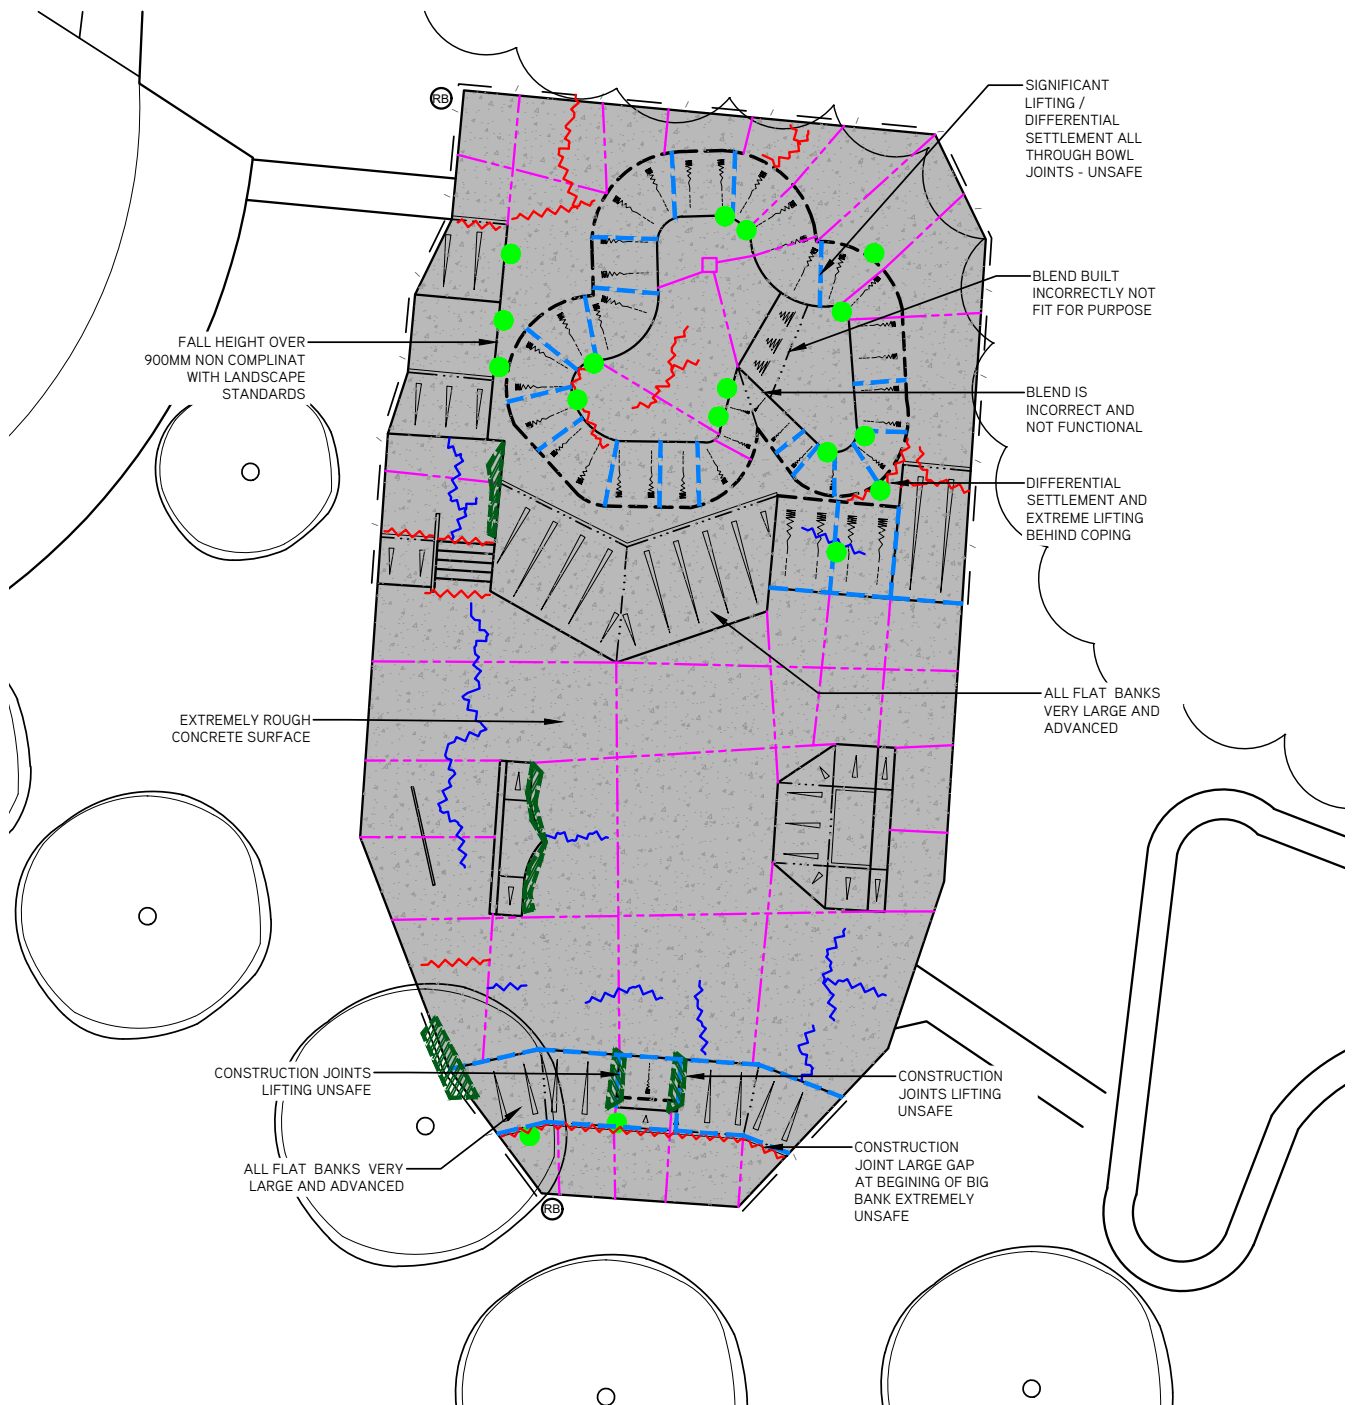 RB
SIGNIFICANT
LIFTING /
DIFFERENTIAL
SETTLEMENT ALL
THROUGH BOWL
JOINTS - UNSAFE
BLEND BUILT
INCORRECTLY NOT
FIT FOR PURPOSE
FALL HEIGHT OVER
900MM NON COMPLINAT
WITH LANDSCAPE
STANDARDS
BLEND IS
INCORRECT AND
NOT FUNCTIONAL
DIFFERENTIAL
SETTLEMENT AND
EXTREME LIFTING
BEHIND COPING
ALL FLAT BANKS
VERY LARGE AND
ADVANCED
EXTREMELY ROUGH
CONCRETE SURFACE
CONSTRUCTION JOINTS
LIFTING UNSAFE
CONSTRUCTION
JOINTS LIFTING
UNSAFE
ALL FLAT BANKS VERY
LARGE AND ADVANCED
CONSTRUCTION
JOINT LARGE GAP
AT BEGINING OF BIG
BANK EXTREMELY
UNSAFE
RB